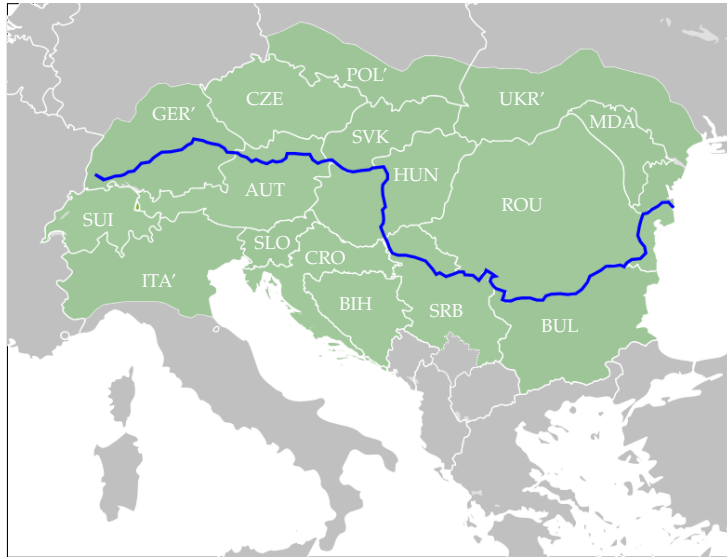 POL'
CZE
UKR'
GER'
MDA
SVK
HUN
AUT
ROU
SUI
SLO
CRO
ITA'
BIH
SRB
BUL